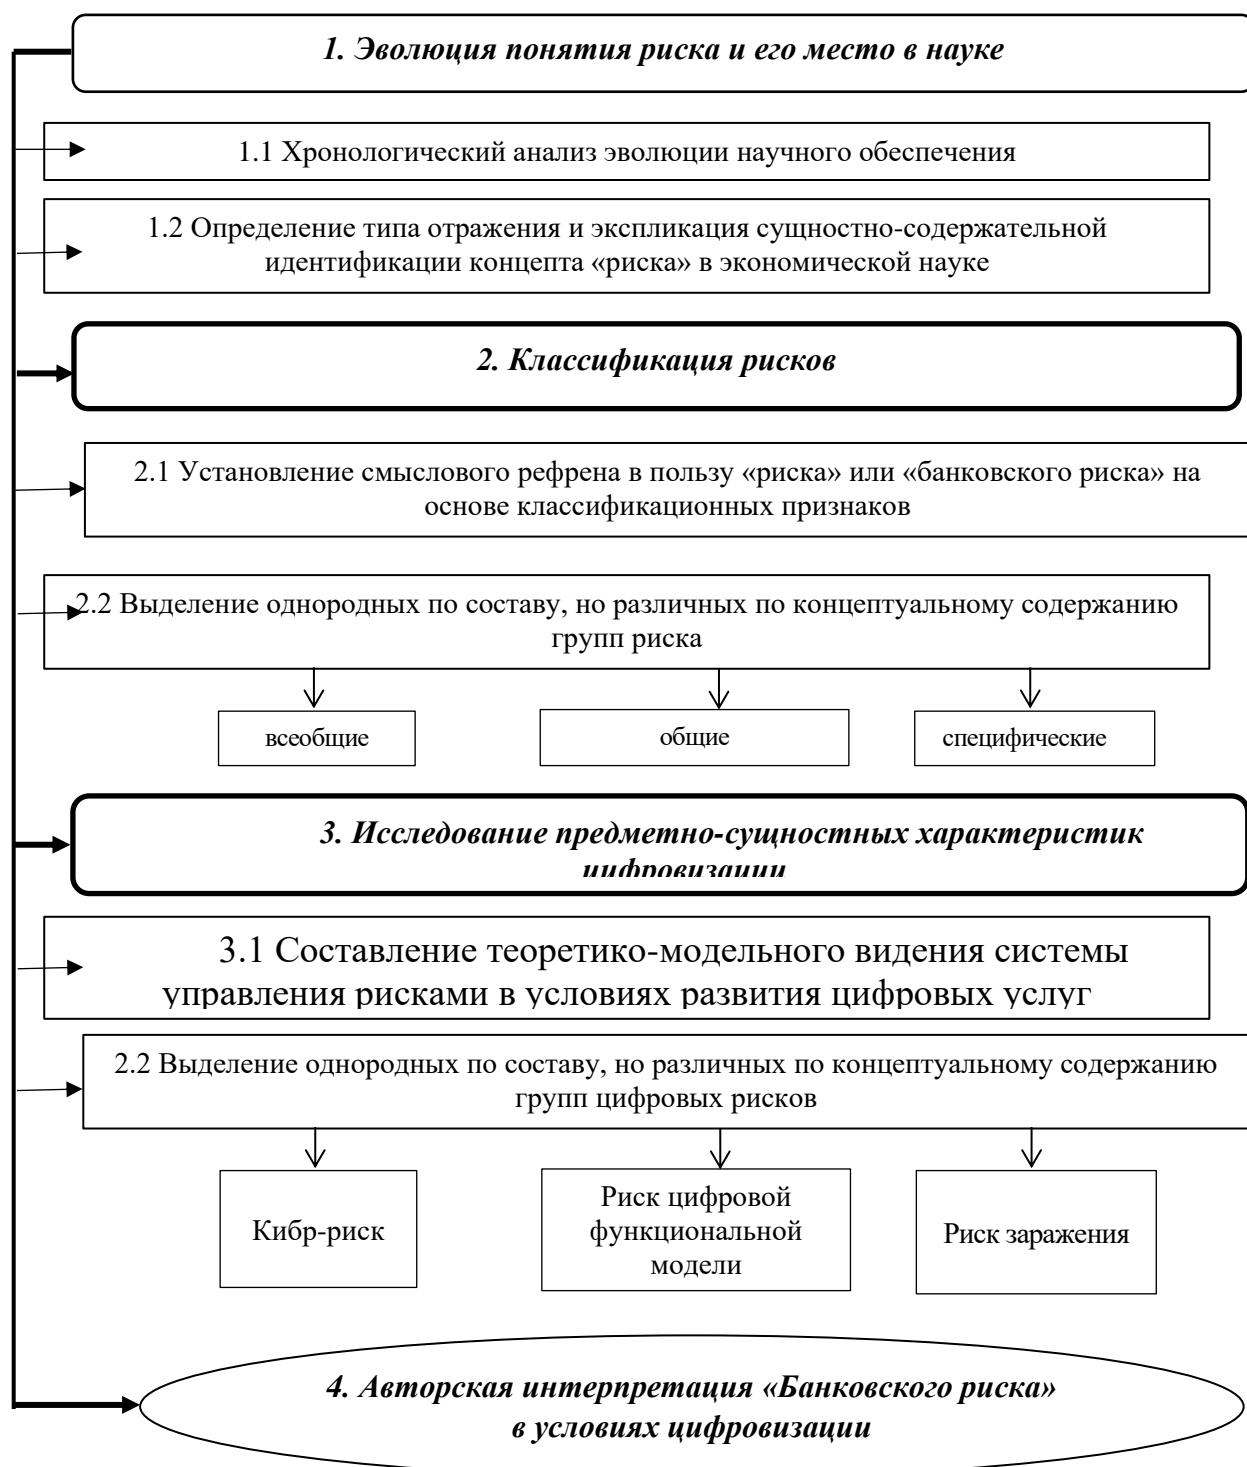 1. Эволюция понятия риска и его место в науке
1.1 Хронологический анализ эволюции научного обеспечения
1.2 Определение типа отражения и экспликация сущностно-содержательной
идентификации концепта «риска» в экономической науке
2. Классификация рисков
2.1 Установление смыслового рефрена в пользу «риска» или «банковского риска» на
основе классификационных признаков
2.2 Выделение однородных по составу, но различных по концептуальному содержанию
групп риска
всеобщие
общие
специфические
3. Исследование предметно-сущностных характеристик
цифровизации
3.1 Составление теоретико-модельного видения системы
управления рисками в условиях развития цифровых услуг
2.2 Выделение однородных по составу, но различных по концептуальному содержанию
групп цифровых рисков
Кибр-риск
Риск цифровой
функциональной
модели
Риск заражения
4. Авторская интерпретация «Банковского риска»
в условиях цифровизации